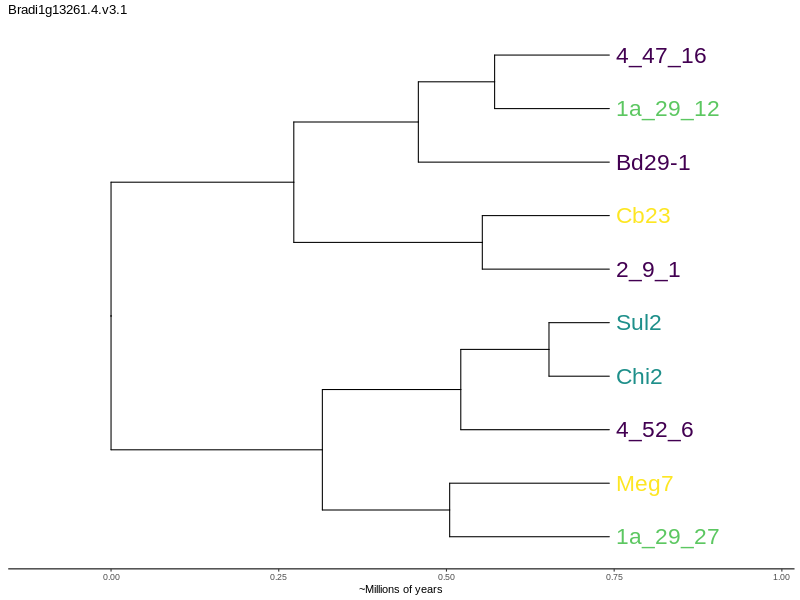 Bradi1g13261.4.v3.1
4_47_16
1a_29_12
Bd29-1
Cb23
2_9_1
Sul2
Chi2
4_52_6
Meg7
1a_29_27
0.00 0.25 0.50 0.75 1.00
~Millions of years